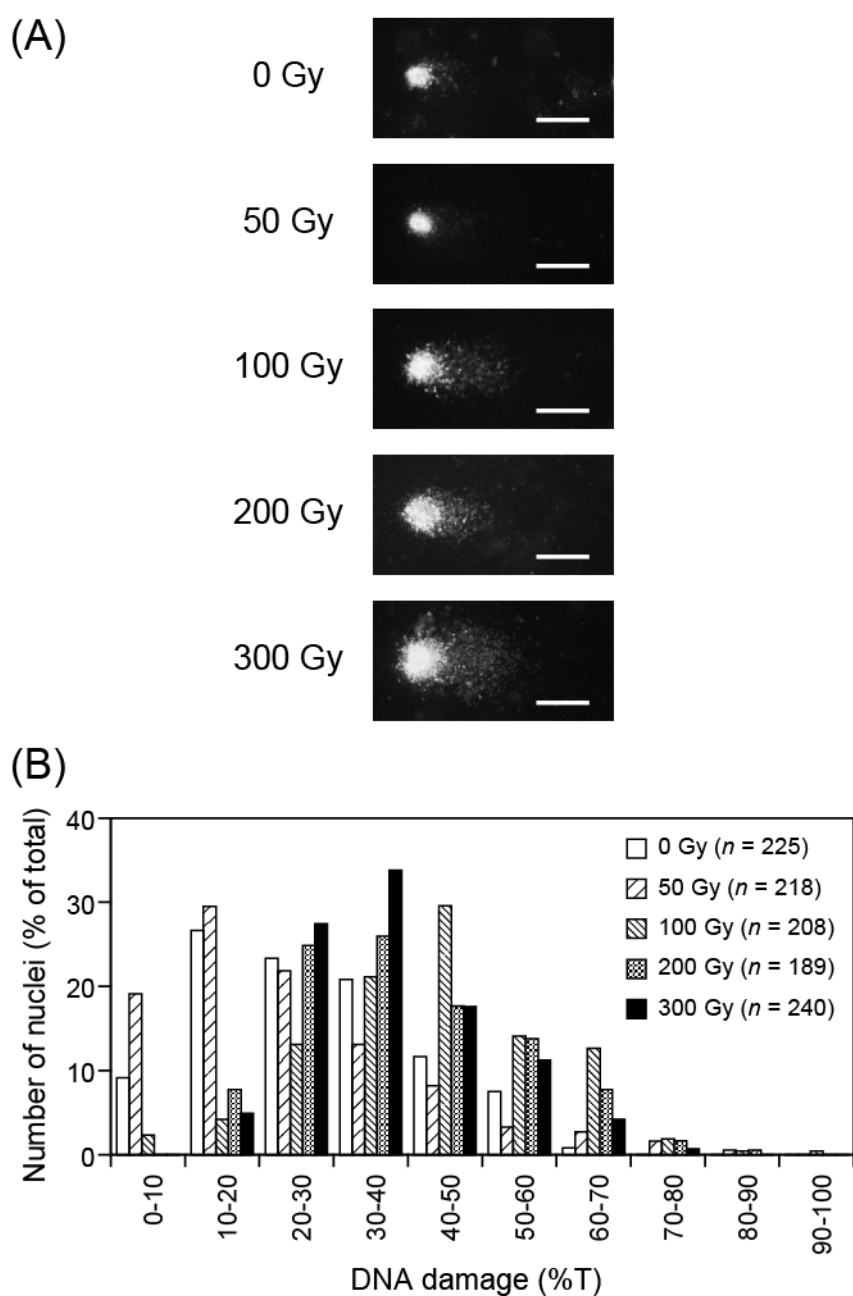 (A)
0 Gy
50 Gy
100 Gy
200 Gy
300 Gy
(B)
Number of nuclei (% of total)
40
30
20
10
0
0 Gy (n = 225)
50 Gy (n = 218)
100 Gy (n = 208)
200 Gy (n = 189)
300 Gy (n = 240)
0-10
10-20
20-30
30-40
40-50
50-60
60-70
70-80
80-90
90-100
DNA damage (%T)